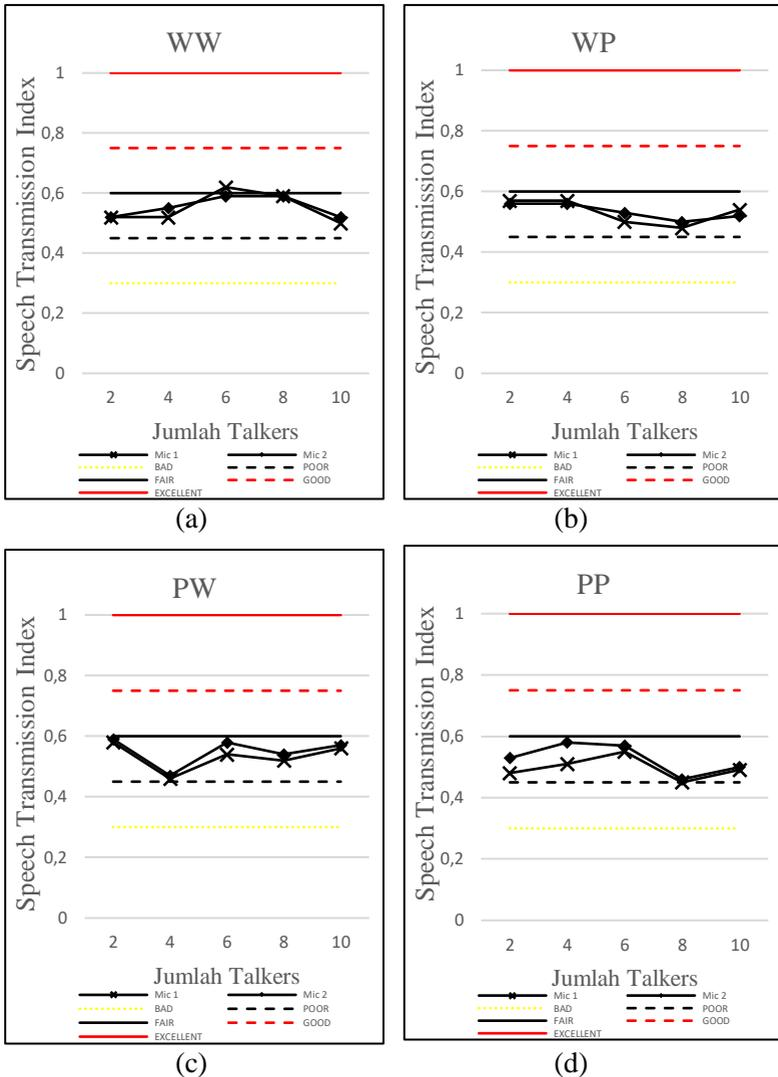 WW
Speech Transmission Index
1
0,8
0,6
0,4
0,2
0
2 4 6 8 10
Jumlah Talkers
Mic 1 Mic 2
BAD POOR
FAIR GOOD
EXCELLENT
(a)
WP
Speech Transmission Index
1
0,8
0,6
0,4
0,2
0
2 4 6 8 10
Jumlah Talkers
Mic 1 Mic 2
BAD POOR
FAIR GOOD
EXCELLENT
(b)
PW
Speech Transmission Index
1
0,8
0,6
0,4
0,2
0
2 4 6 8 10
Jumlah Talkers
Mic 1 Mic 2
BAD POOR
FAIR GOOD
EXCELLENT
(c)
PP
Speech Transmission Index
1
0,8
0,6
0,4
0,2
0
2 4 6 8 10
Jumlah Talkers
Mic 1 Mic 2
BAD POOR
FAIR GOOD
EXCELLENT
(d)